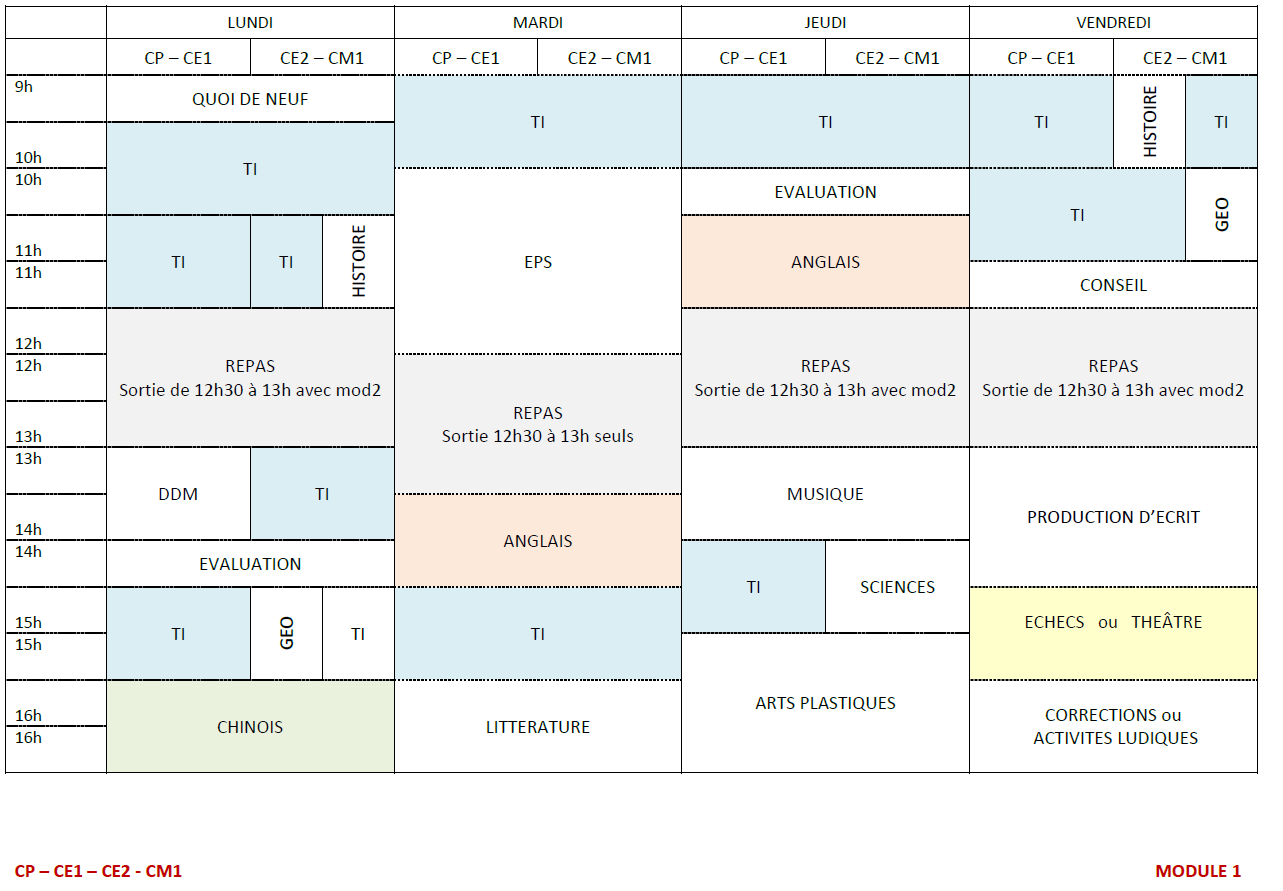 LUNDI MARDI JEUDI VENDREDI
CP – CE1 CE2 – CM1 CP – CE1 CE2 – CM1 CP – CE1 CE2 – CM1 CP – CE1 CE2 – CM1
9h
QUOI DE NEUF
TI
TI
TI
HISTOIRE
TI
10h
TI
10h
EVALUATION
TI
GEO
11h
TI
TI
HISTOIRE
EPS
ANGLAIS
11h
CONSEIL
12h
12h
REPAS
Sortie de 12h30 à 13h avec mod2
REPAS
Sortie de 12h30 à 13h avec mod2
REPAS
Sortie de 12h30 à 13h avec mod2
REPAS
Sortie 12h30 à 13h seuls
13h
13h
DDM
TI
MUSIQUE
PRODUCTION D’ECRIT
14h
ANGLAIS
14h
EVALUATION
TI
SCIENCES
15h
ECHECS ou THEÂTRE
TI
GEO
TI
TI
15h
ARTS PLASTIQUES
16h
CHINOIS
LITTERATURE
CORRECTIONS ou
ACTIVITES LUDIQUES
16h
CP – CE1 – CE2 - CM1
MODULE 1